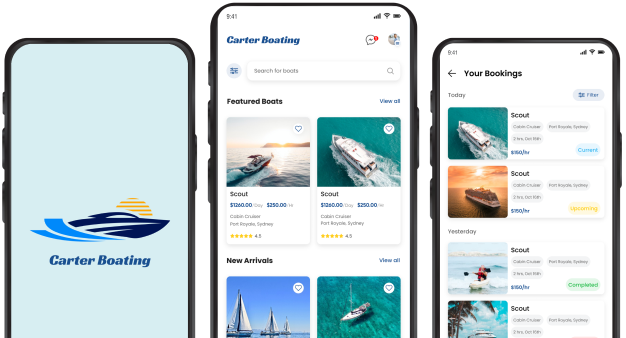 Carter Boating
9:41
Carter Boating
Search for boats
Featured Boats
View all
Scout
$1260.00/Day $250.00/Hr
Cabin Cruiser
Port Royale, Sydney
4.5
Scout
$1260.00/Day $250.00/Hr
Cabin Cruiser
Port Royale, Sydney
4.5
New Arrivals
View all
9:41
Your Bookings
Today
Filter
Scout
Cabin Cruiser Port Royale, Sydney
2 hrs, Oct 15th
$150/hr
Current
Scout
Cabin Cruiser Port Royale, Sydney
2 hrs, Oct 15th
$150/hr
Upcoming
Yesterday
Scout
Cabin Cruiser Port Royale, Sydney
2 hrs, Oct 15th
$150/hr
Completed
Scout
Cabin Cruiser Port Royale, Sydney
2 hrs, Oct 15th